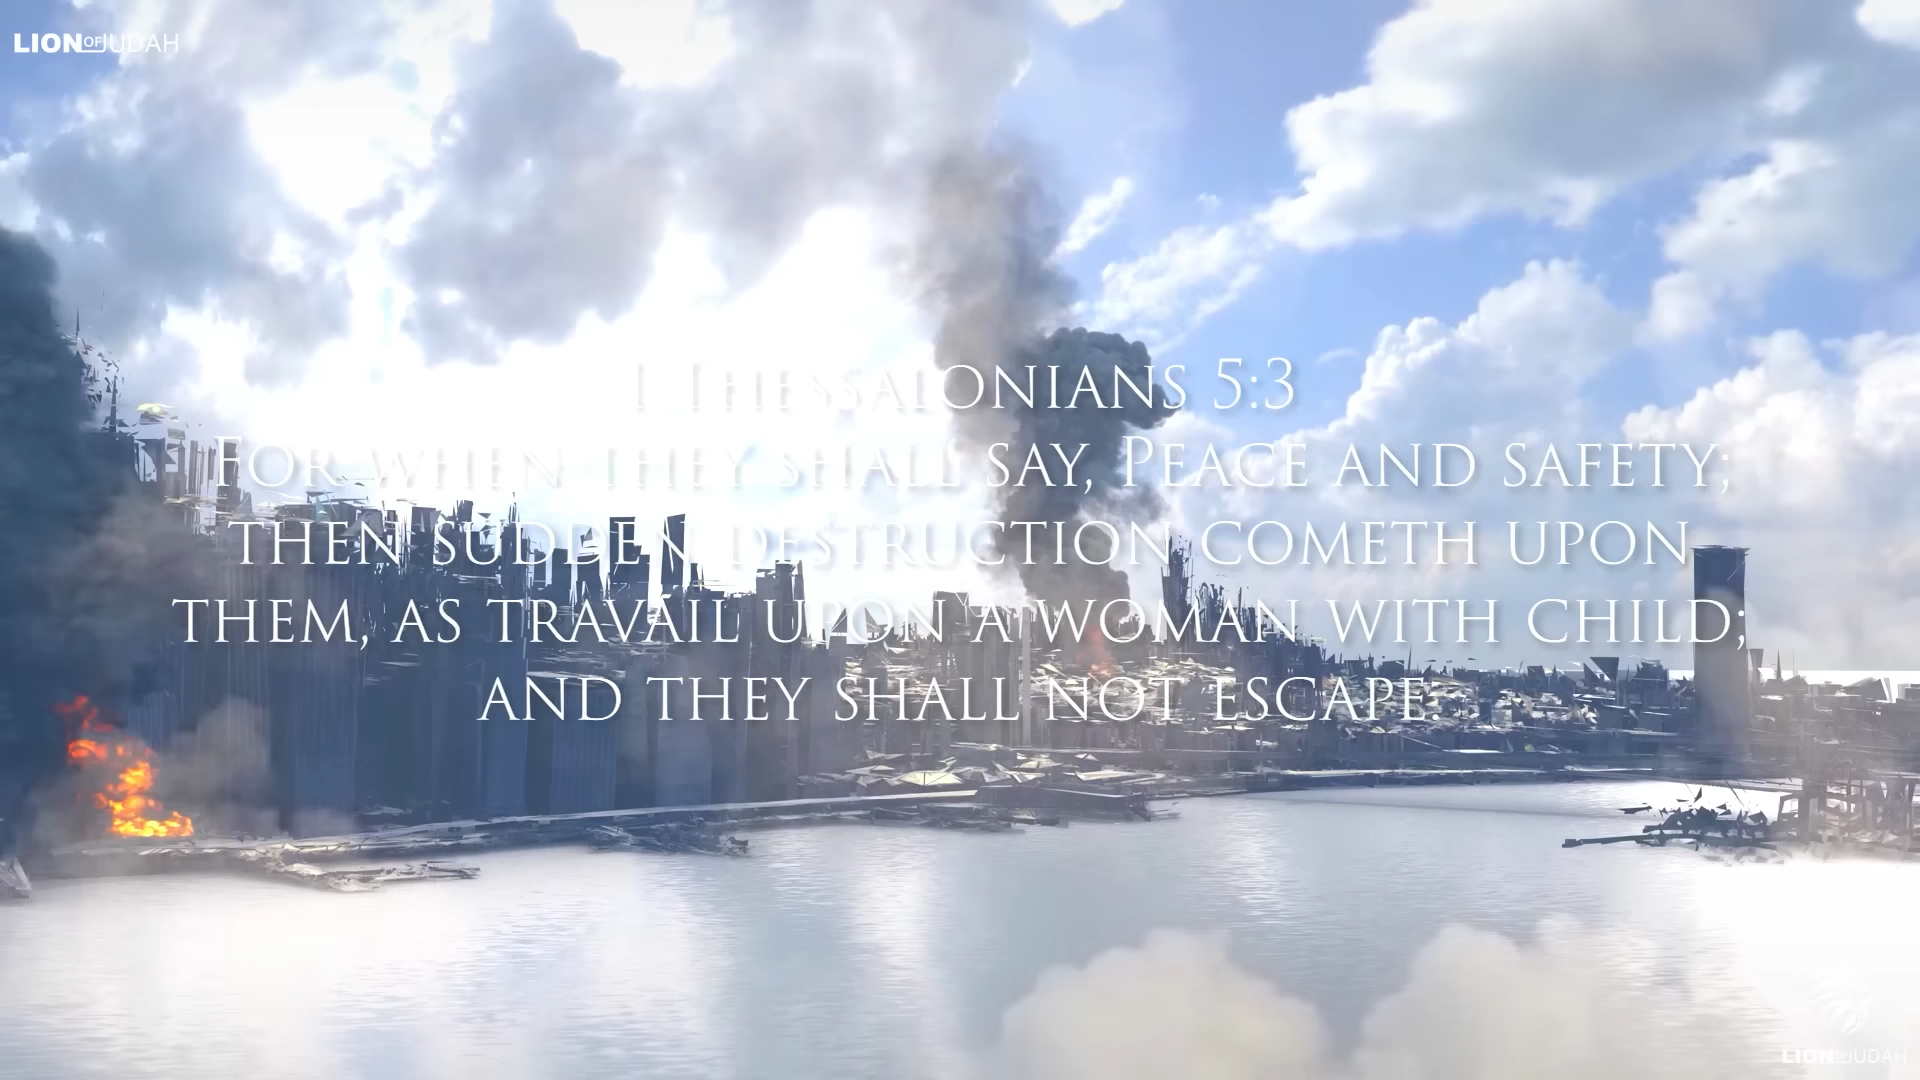 LION OF JUDAH
1 Thessalonians 5:3
For when they shall say, Peace and safety;
then sudden destruction cometh upon
them, as travail upon a woman with child;
and they shall not escape.
LION OF JUDAH